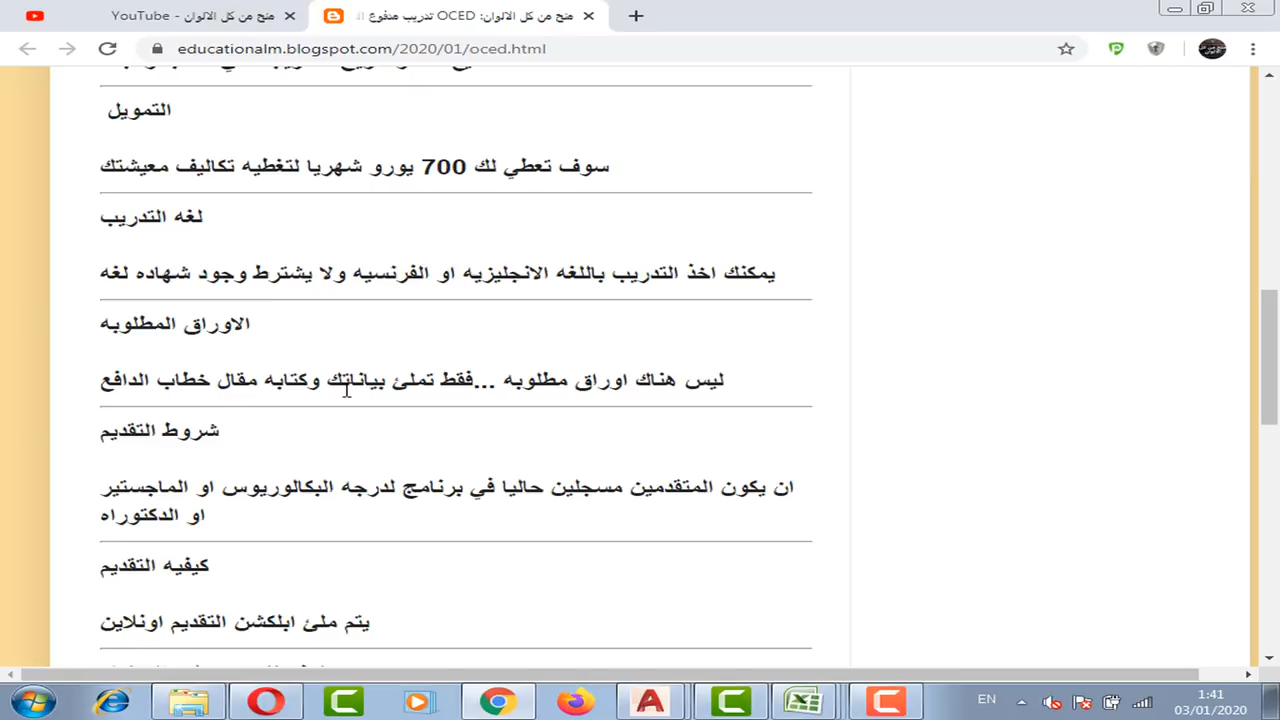 منح من كل الالوان - YouTube
منح من كل الالوان: OCED تدريب مدفوع
educationalm.blogspot.com/2020/01/oced.html
التمويل
سوف تعطي لك 700 يورو شهريا لتغطيه تكاليف معيشتك
لغه التدريب
يمكنك اخذ التدريب باللغه الانجليزيه او الفرنسيه ولا يشترط وجود شهاده لغه
الاوراق المطلوبه
ليس هناك اوراق مطلوبه ...فقط تملئ بياناتك وكتابه مقال خطاب الدافع
شروط التقديم
ان يكون المتقدمين مسجلين حاليا في برنامج لدرجه البكالوريوس او الماجستير
او الدكتوراه
كيفيه التقديم
يتم ملئ ابلكشن التقديم اونلاين
EN
1:41
03/01/2020